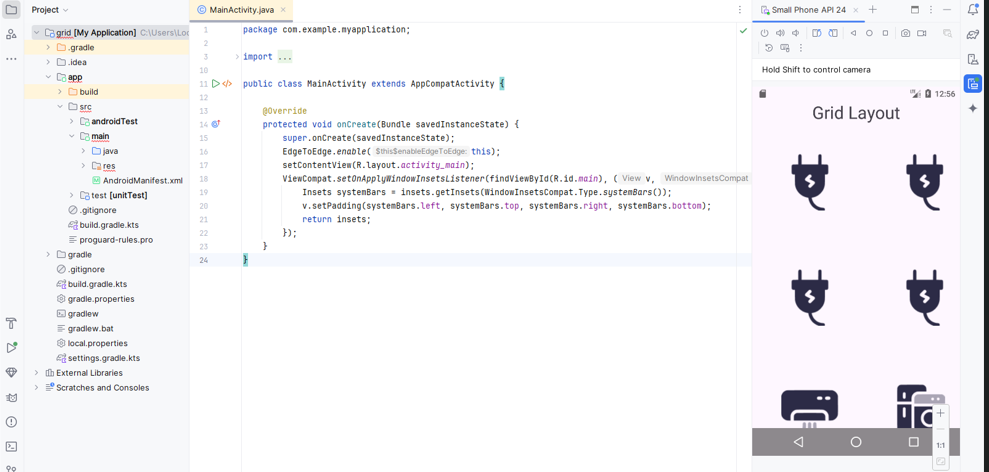 Project
MainActivity.java
Small Phone API 24
grid [My Application] C:\Users\Loc
.gradle
.idea
app
build
src
androidTest
main
java
res
AndroidManifest.xml
test [unitTest]
.gitignore
build.gradle.kts
proguard-rules.pro
gradle
.gitignore
build.gradle.kts
gradle.properties
gradlew
gradlew.bat
local.properties
settings.gradle.kts
External Libraries
Scratches and Consoles
1 package com.example.myapplication;
2
3 import ...
10
11 public class MainActivity extends AppCompatActivity {
12
13 @Override
14 protected void onCreate(Bundle savedInstanceState) {
15 super.onCreate(savedInstanceState);
16 EdgeToEdge.enable( $this$enableEdgeToEdge: this);
17 setContentView(R.layout.activity_main);
18 ViewCompat.setOnApplyWindowInsetsListener(findViewById(R.id.main), ( View v, WindowInsetsCompat
19 Insets systemBars = insets.getInsets(WindowInsetsCompat.Type.systemBars());
20 v.setPadding(systemBars.left, systemBars.top, systemBars.right, systemBars.bottom);
21 return insets;
22 });
23 }
24 }
Hold Shift to control camera
12:56
Grid Layout
1:1